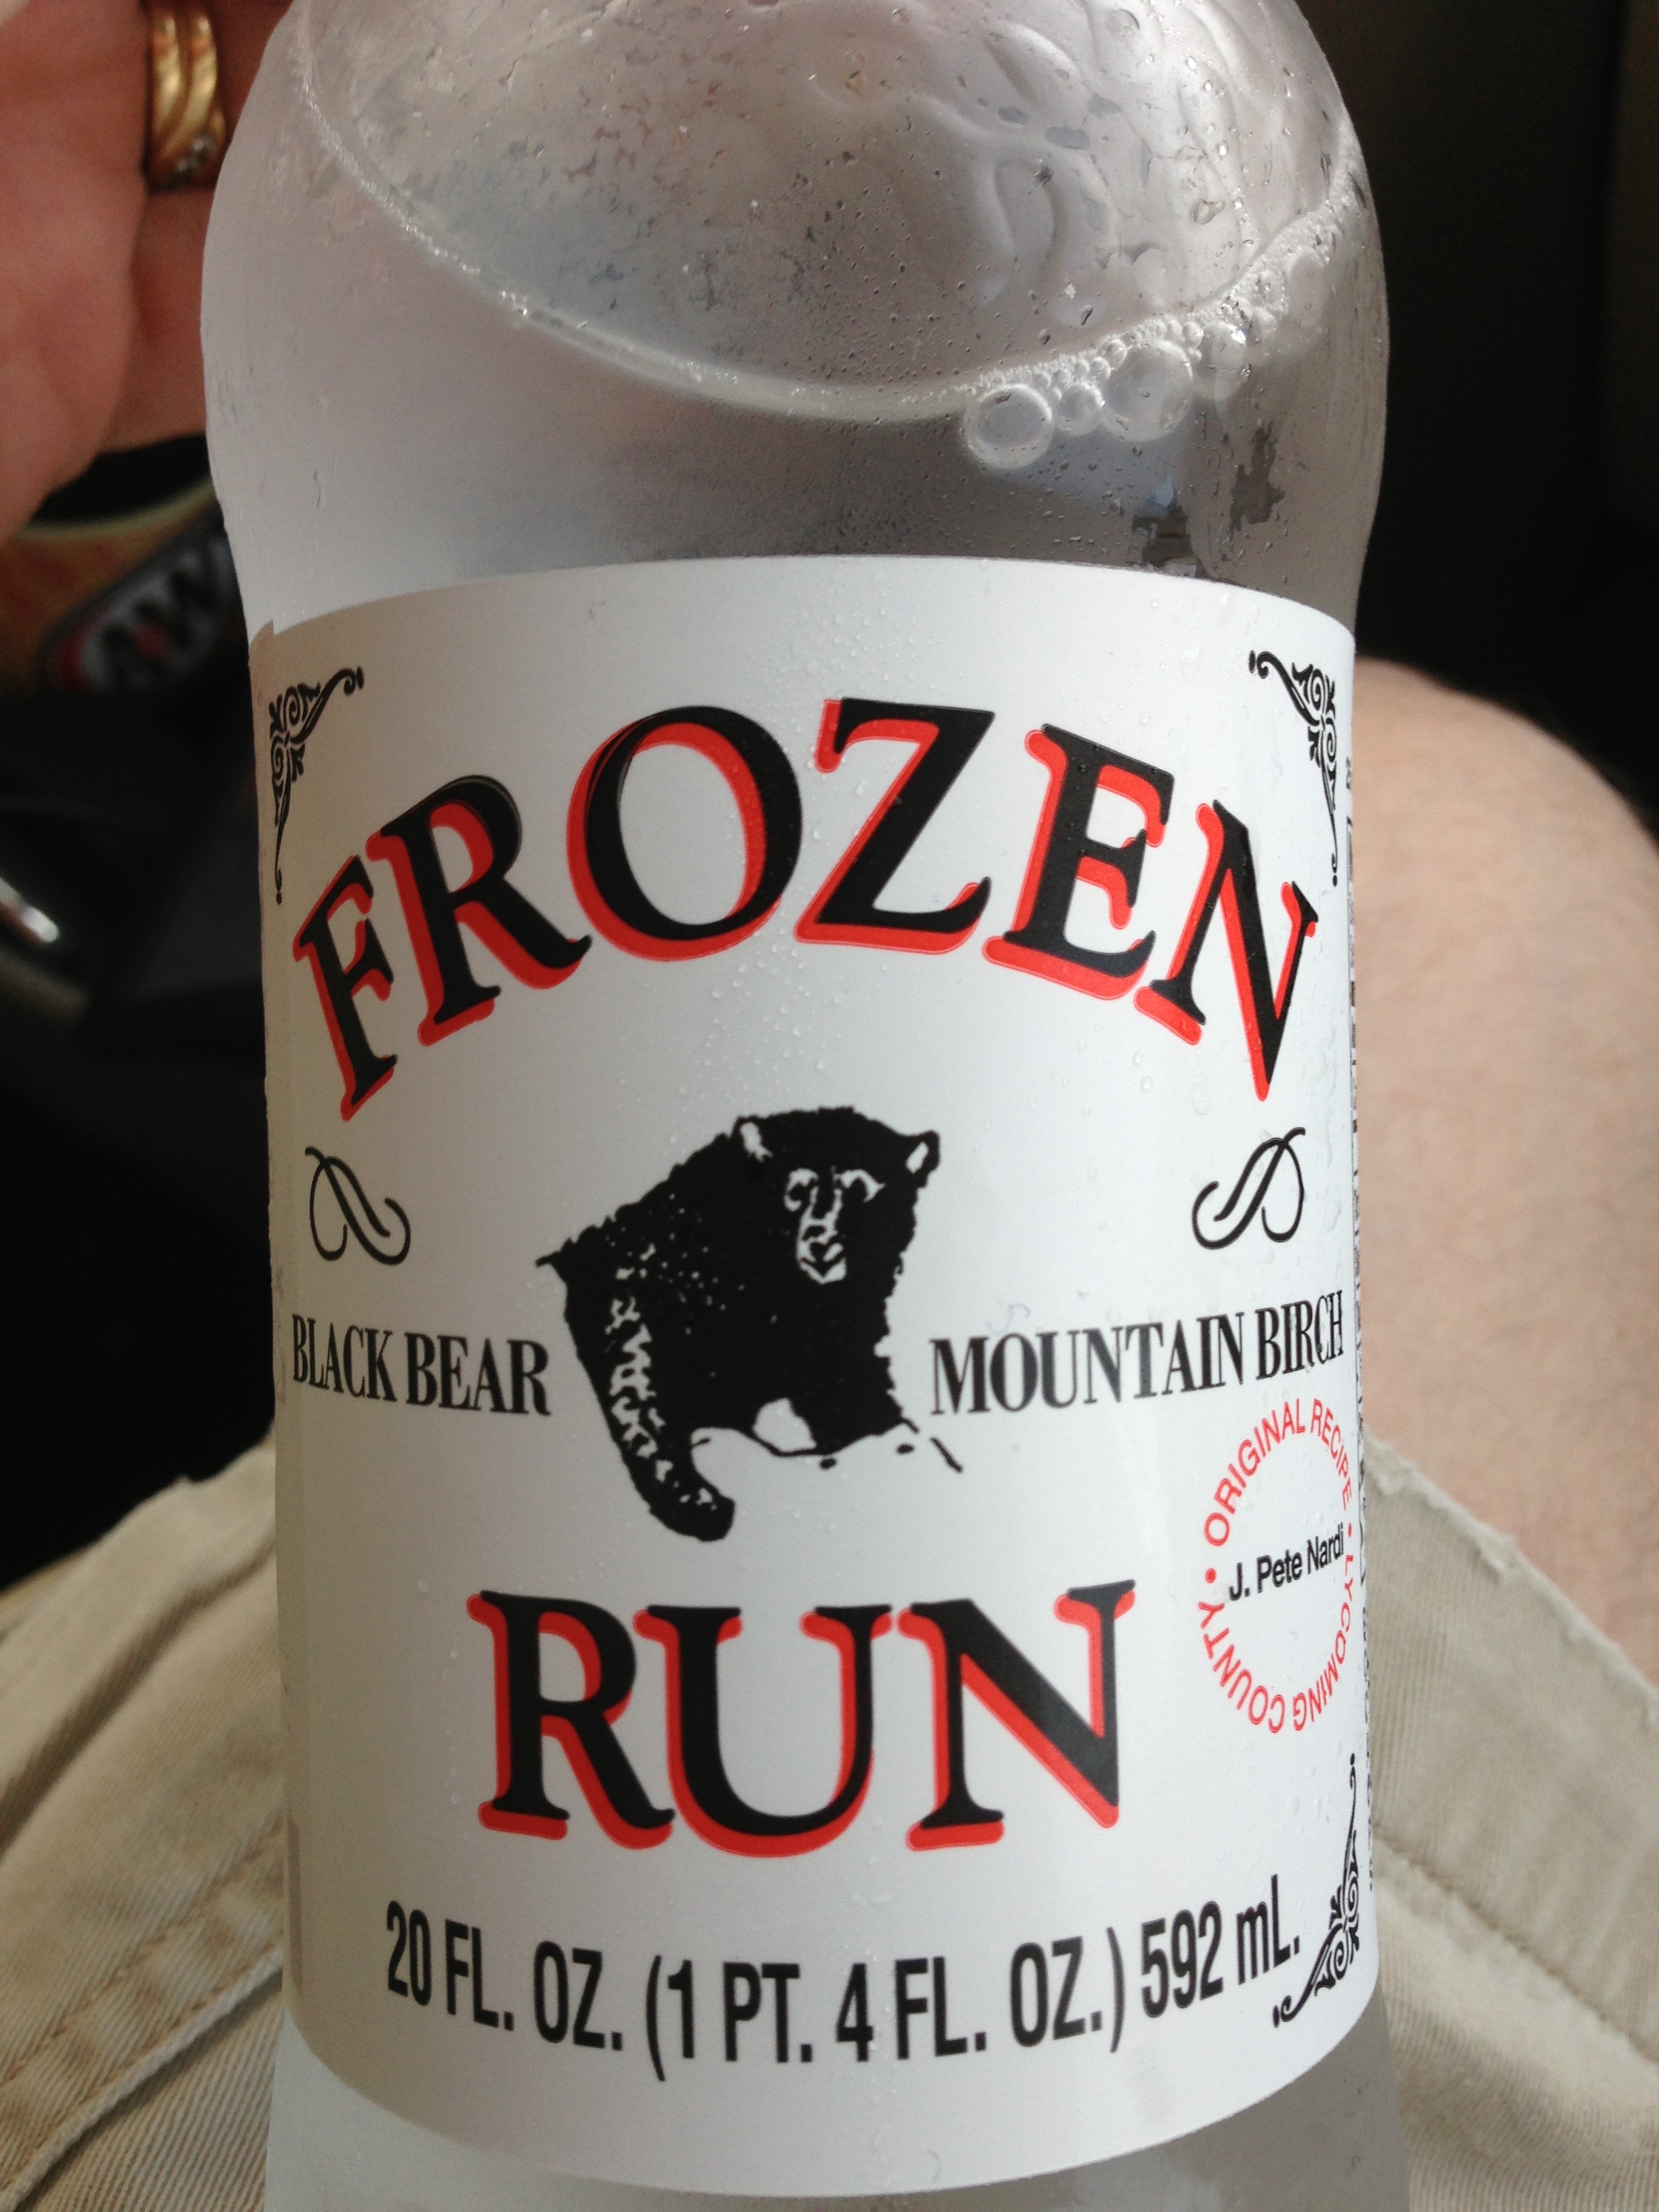 A&W
FROZEN
BLACK BEAR MOUNTAIN BIRCH
ORIGINAL RECIPE • LYCOMING COUNTY •
J. Pete Nardi
RUN
20 FL. OZ. (1 PT. 4 FL. OZ.) 592 mL.